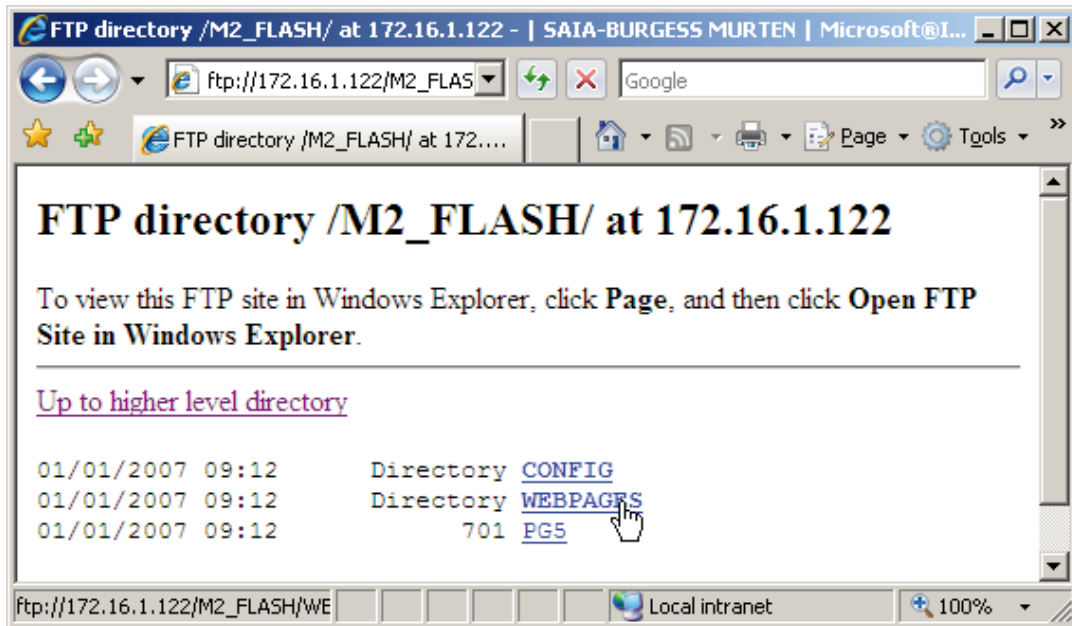 FTP directory /M2_FLASH/ at 172.16.1.122 - | SAIA-BURGESS MURTEN | Microsoft®I...
ftp://172.16.1.122/M2_FLAS
Google
FTP directory /M2_FLASH/ at 172....
Page
Tools
»
FTP directory /M2_FLASH/ at 172.16.1.122
To view this FTP site in Windows Explorer, click Page, and then click Open FTP
Site in Windows Explorer.
Up to higher level directory
01/01/2007 09:12 Directory CONFIG
01/01/2007 09:12 Directory WEBPAGES
01/01/2007 09:12 701 PG5
ftp://172.16.1.122/M2_FLASH/WE
Local intranet
100%